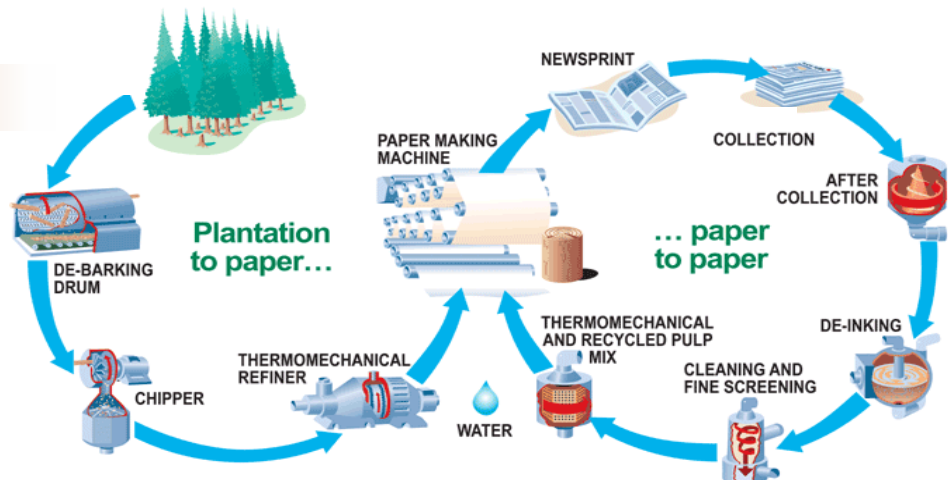 NEWSPRINT
PAPER MAKING
MACHINE
COLLECTION
AFTER
COLLECTION
Plantation
to paper...
... paper
to paper
DE-BARKING
DRUM
THERMOMECHANICAL
AND RECYCLED PULP
MIX
DE-INKING
THERMOMECHANICAL
REFINER
CLEANING AND
FINE SCREENING
CHIPPER
WATER